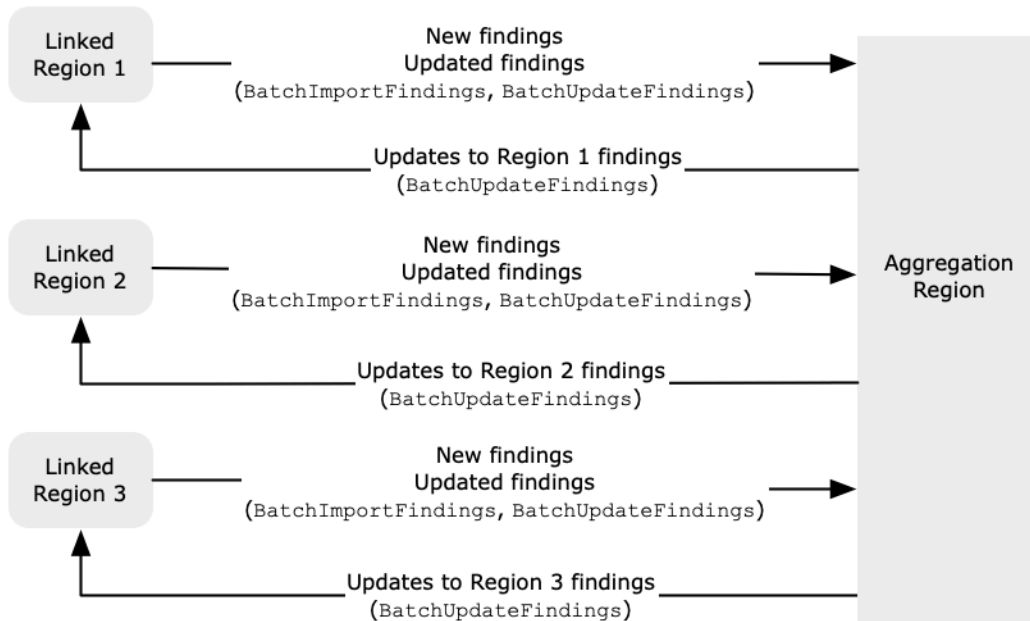 Linked
Region 1
New findings
Updated findings
(BatchImportFindings, BatchUpdateFindings)
Updates to Region 1 findings
(BatchUpdateFindings)
Linked
Region 2
New findings
Updated findings
(BatchImportFindings, BatchUpdateFindings)
Updates to Region 2 findings
(BatchUpdateFindings)
Linked
Region 3
New findings
Updated findings
(BatchImportFindings, BatchUpdateFindings)
Updates to Region 3 findings
(BatchUpdateFindings)
Aggregation
Region